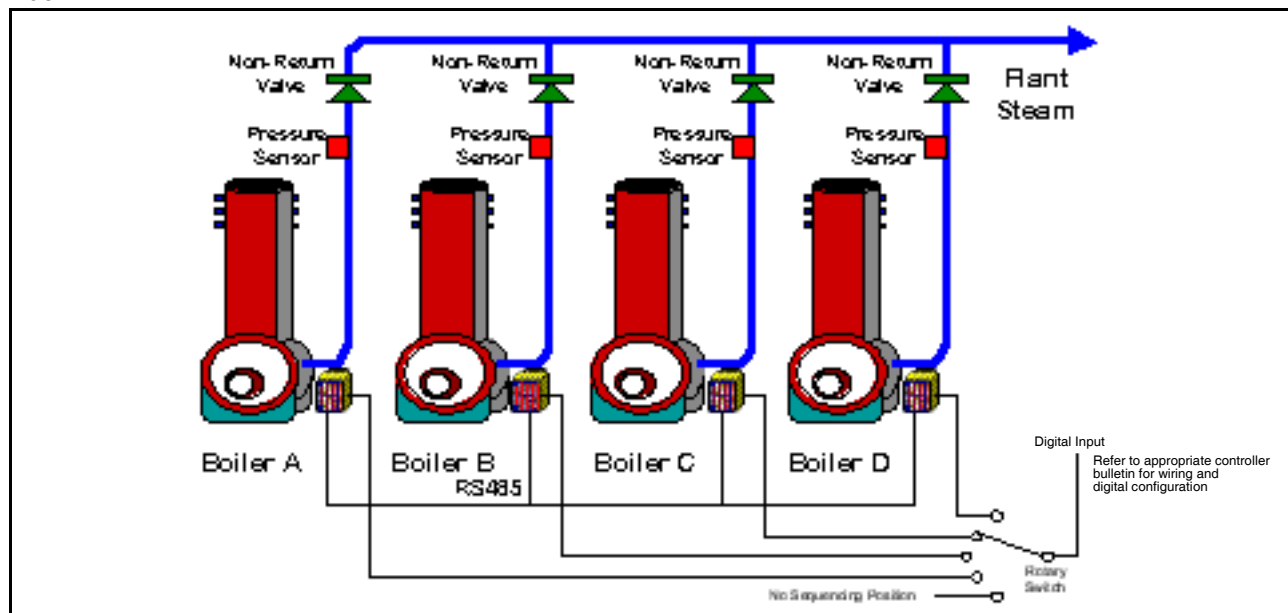 Non-Return
Valve
Non-Return
Valve
Non-Return
Valve
Non-Return
Valve
Plant
Steam
Pressure
Sensor
Pressure
Sensor
Pressure
Sensor
Pressure
Sensor
Boiler A
Boiler B
Boiler C
Boiler D
RS485
Digital Input
Refer to appropriate controller
bulletin for wiring and
digital configuration
Rotary
Switch
No Sequencing Position